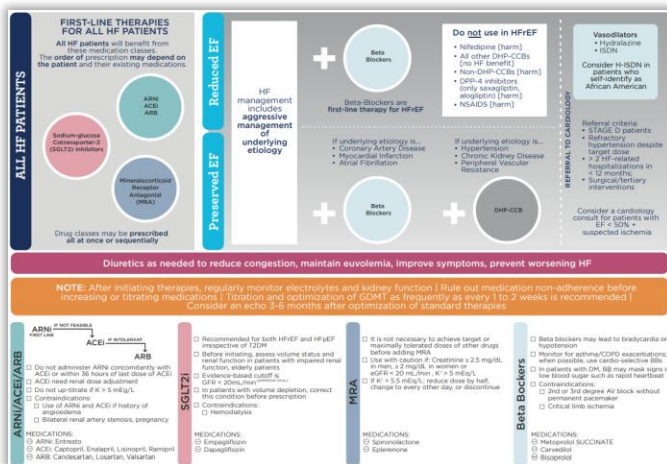 ALL HF PATIENTS
FIRST-LINE THERAPIES
FOR ALL HF PATIENTS
All HF patients will benefit from
these medication classes.
The order of prescription may depend on
the patient and their existing medications.
ARNi
ACEi
ARB
Sodium-glucose
Cotransporter-2
(SGLT2) inhibitors
Mineralocorticoid
Receptor
Antagonist
(MRA)
Drug classes may be prescribed
all at once or sequentially
Reduced EF
Preserved EF
HF
management
includes
aggressive
management of
underlying
etiology
Beta
Blockers
Beta-Blockers are
first-line therapy for HFrEF
Do not use in HFrEF
• Nifedipine [harm]
• All other DHP-CCBs
[no HF benefit]
• Non-DHP-CCBs [harm]
• DPP-4 inhibitors
(only saxagliptin,
alogliptin) [harm]
• NSAIDS [harm]
If underlying etiology is...
• Coronary Artery Disease
• Myocardial Infarction
• Atrial Fibrillation
Beta
Blockers
If underlying etiology is...
• Hypertension
• Chronic Kidney Disease
• Peripheral Vascular
Resistance
DHP-CCB
REFERRAL TO CARDIOLOGY
Vasodilators
• Hydralazine
• ISDN
Consider H-ISDN in
patients who
self-identify as
African American
Referral criteria:
• STAGE D patients
• Refractory
hypertension despite
target dose
• > 2 HF-related
hospitalizations in
< 12 months;
• Surgical/tertiary
interventions
Consider a cardiology
consult for patients with
EF < 50% + suspected ischemia
Diuretics as needed to reduce congestion, maintain euvolemia, improve symptoms, prevent worsening HF
NOTE: After initiating therapies, regularly monitor electrolytes and kidney function | Rule out medication non-adherence before
increasing or titrating medications | Titration and optimization of GDMT as frequently as every 1 to 2 weeks is recommended |
Consider an echo 3-6 months after optimization of standard therapies
ARNi/ACEi/ARB
ARNi IF NOT FEASIBLE
FIRST LINE
ACEi IF INTOLERANT
ARB
Do not administer ARNi concomitantly with
ACEi or within 36 hours of last dose of ACEi
ACEi need renal dose adjustment
Do not up-titrate if K > 5 mEq/L
Contraindications:
Use of ARNi and ACEi if history of
angioedema
Bilateral renal artery stenosis, pregnancy
MEDICATIONS:
ARNi: Entresto
ACEi: Captopril, Enalapril, Lisinopril, Ramipril
ARB: Candesartan, Losartan, Valsartan
SGLT2i
Recommended for both HFrEF and HFpEF
irrespective of T2DM
Before initiating, assess volume status and
renal function in patients with impaired renal
function, elderly patients
Evidence-based cutoff is
GFR < 20mL/min
In patients with volume depletion, correct
this condition before prescription
Contraindications:
Hemodialysis
MEDICATIONS:
Empagliflozin
Dapagliflozin
MRA
It is not necessary to achieve target or
maximally tolerated doses of other
drugs before adding MRA
Use with caution if: Creatinine ≥ 2.5 mg/dL
in men, ≥ 2 mg/dL in women or
eGFR < 20 mL/min, K⁺ > 5 mEq/L
If K⁺ > 5.5 mEq/L: reduce dose by half,
change to every other day, or discontinue
MEDICATIONS:
Spironolactone
Eplerenone
Beta Blockers
Beta blockers may lead to bradycardia or
hypotension
Monitor for asthma/COPD exacerbations;
when possible, use cardio-selective BBs
In patients with DM, BB may mask signs of
low blood sugar such as rapid heartbeat
Contraindications:
2nd or 3rd degree AV block without
permanent pacemaker
Critical limb ischemia
MEDICATIONS:
Metoprolol SUCCINATE
Carvedilol
Bisoprolol